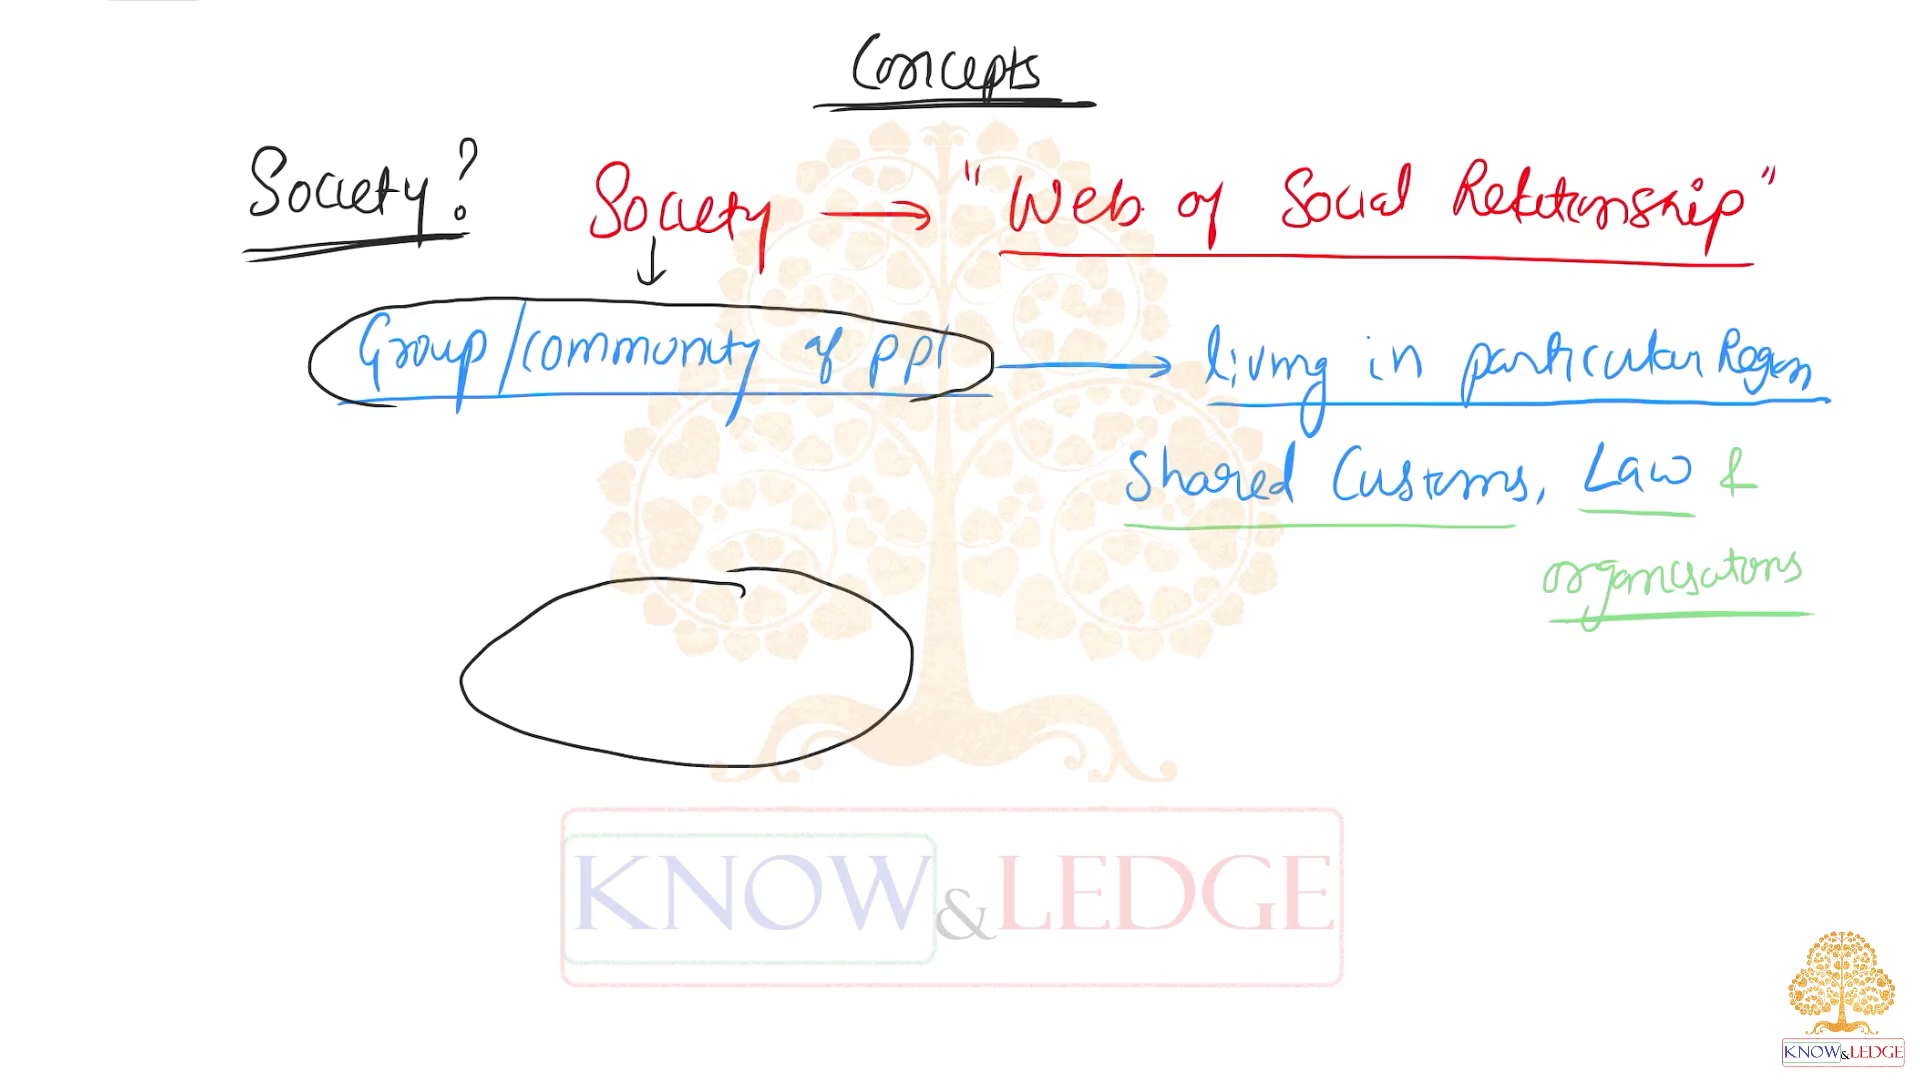 Concepts
Society? Society → "Web of Social Relationship"
Group/community of ppl → living in particular Region
Shared Customs, Law &
organisations
KNOW&LEDGE
KNOW&LEDGE